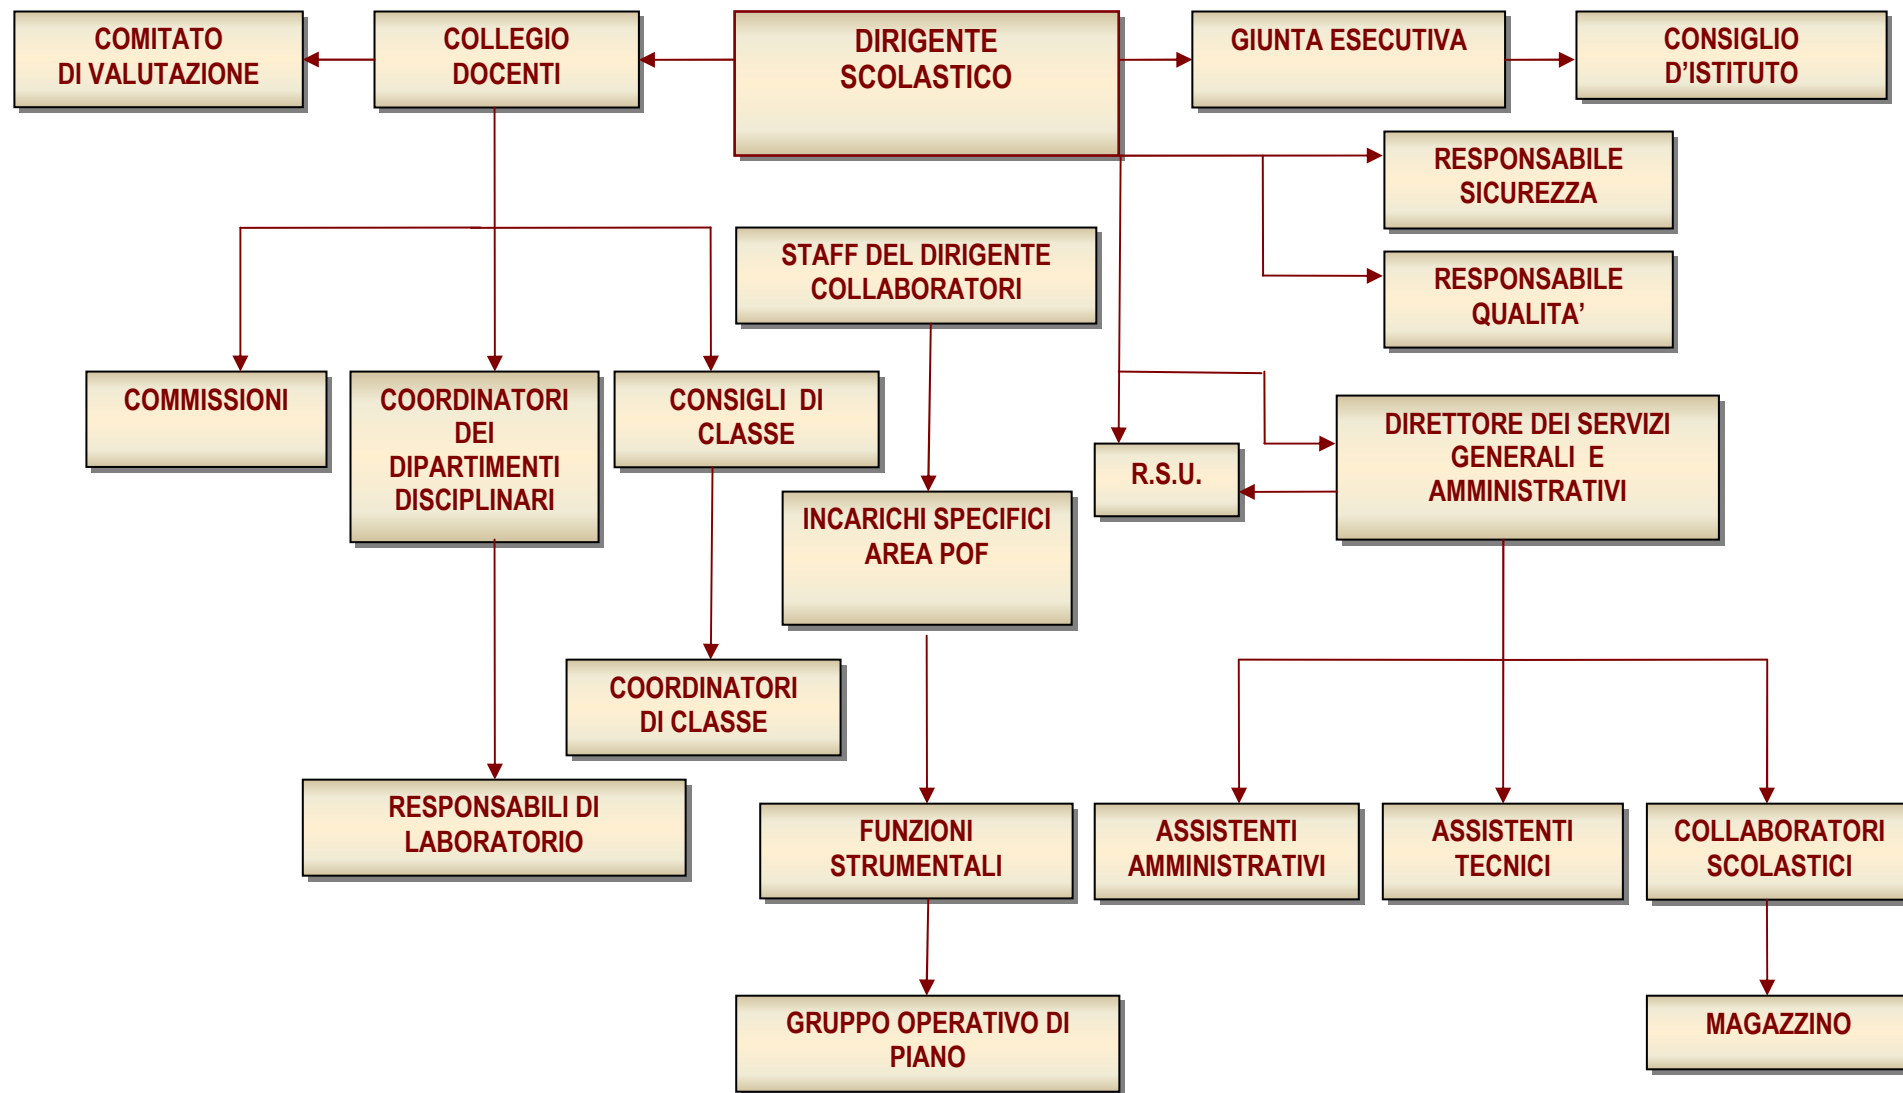 COMITATO
DI VALUTAZIONE
COLLEGIO
DOCENTI
DIRIGENTE
SCOLASTICO
GIUNTA ESECUTIVA
CONSIGLIO
D’ISTITUTO
RESPONSABILE
SICUREZZA
STAFF DEL DIRIGENTE
COLLABORATORI
RESPONSABILE
QUALITA’
COMMISSIONI
COORDINATORI
DEI
DIPARTIMENTI
DISCIPLINARI
CONSIGLI DI
CLASSE
DIRETTORE DEI SERVIZI
GENERALI E
AMMINISTRATIVI
R.S.U.
INCARICHI SPECIFICI
AREA POF
COORDINATORI
DI CLASSE
RESPONSABILI DI
LABORATORIO
FUNZIONI
STRUMENTALI
ASSISTENTI
AMMINISTRATIVI
ASSISTENTI
TECNICI
COLLABORATORI
SCOLASTICI
GRUPPO OPERATIVO DI
PIANO
MAGAZZINO